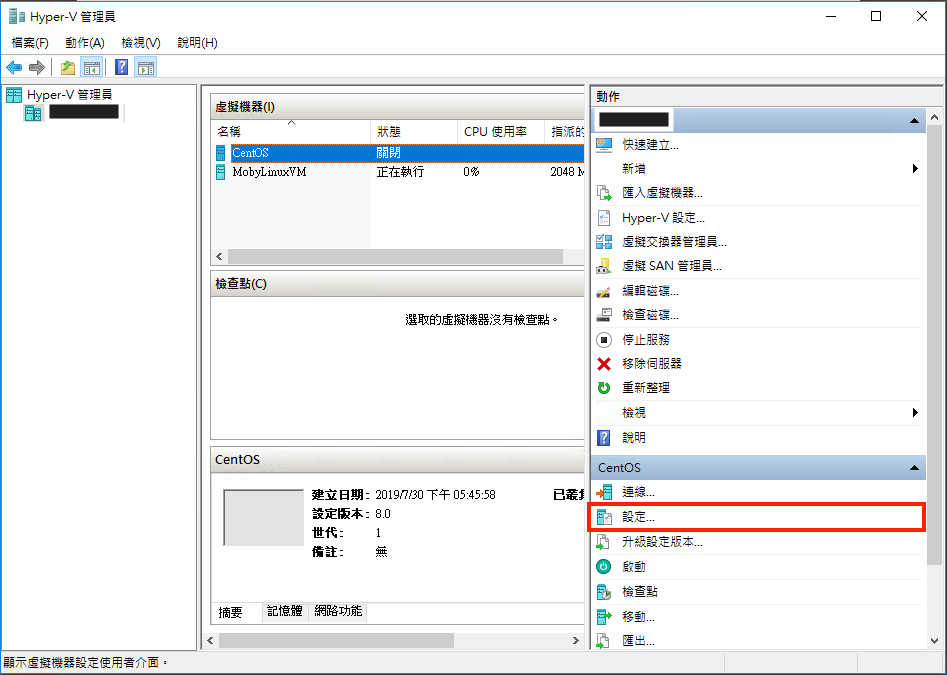 Hyper-V 管理員
檔案(F) 動作(A) 檢視(V) 說明(H)
Hyper-V 管理員
虛擬機器(I)
名稱 狀態 CPU 使用率 指派的
CentOS 關閉
MobyLinuxVM 正在執行 0% 2048 M
檢查點(C)
選取的虛擬機器沒有檢查點。
CentOS
建立日期: 2019/7/30 下午 05:45:58 已叢集
設定版本: 8.0
世代: 1
備註: 無
摘要 記憶體 網路功能
動作
快速建立...
新增
匯入虛擬機器...
Hyper-V 設定...
虛擬交換器管理員...
虛擬 SAN 管理員...
編輯磁碟...
檢查磁碟...
停止服務
移除伺服器
重新整理
檢視
說明
CentOS
連線...
設定...
升級設定版本...
啟動
檢查點
移動...
匯出...
顯示虛擬機器設定使用者介面。